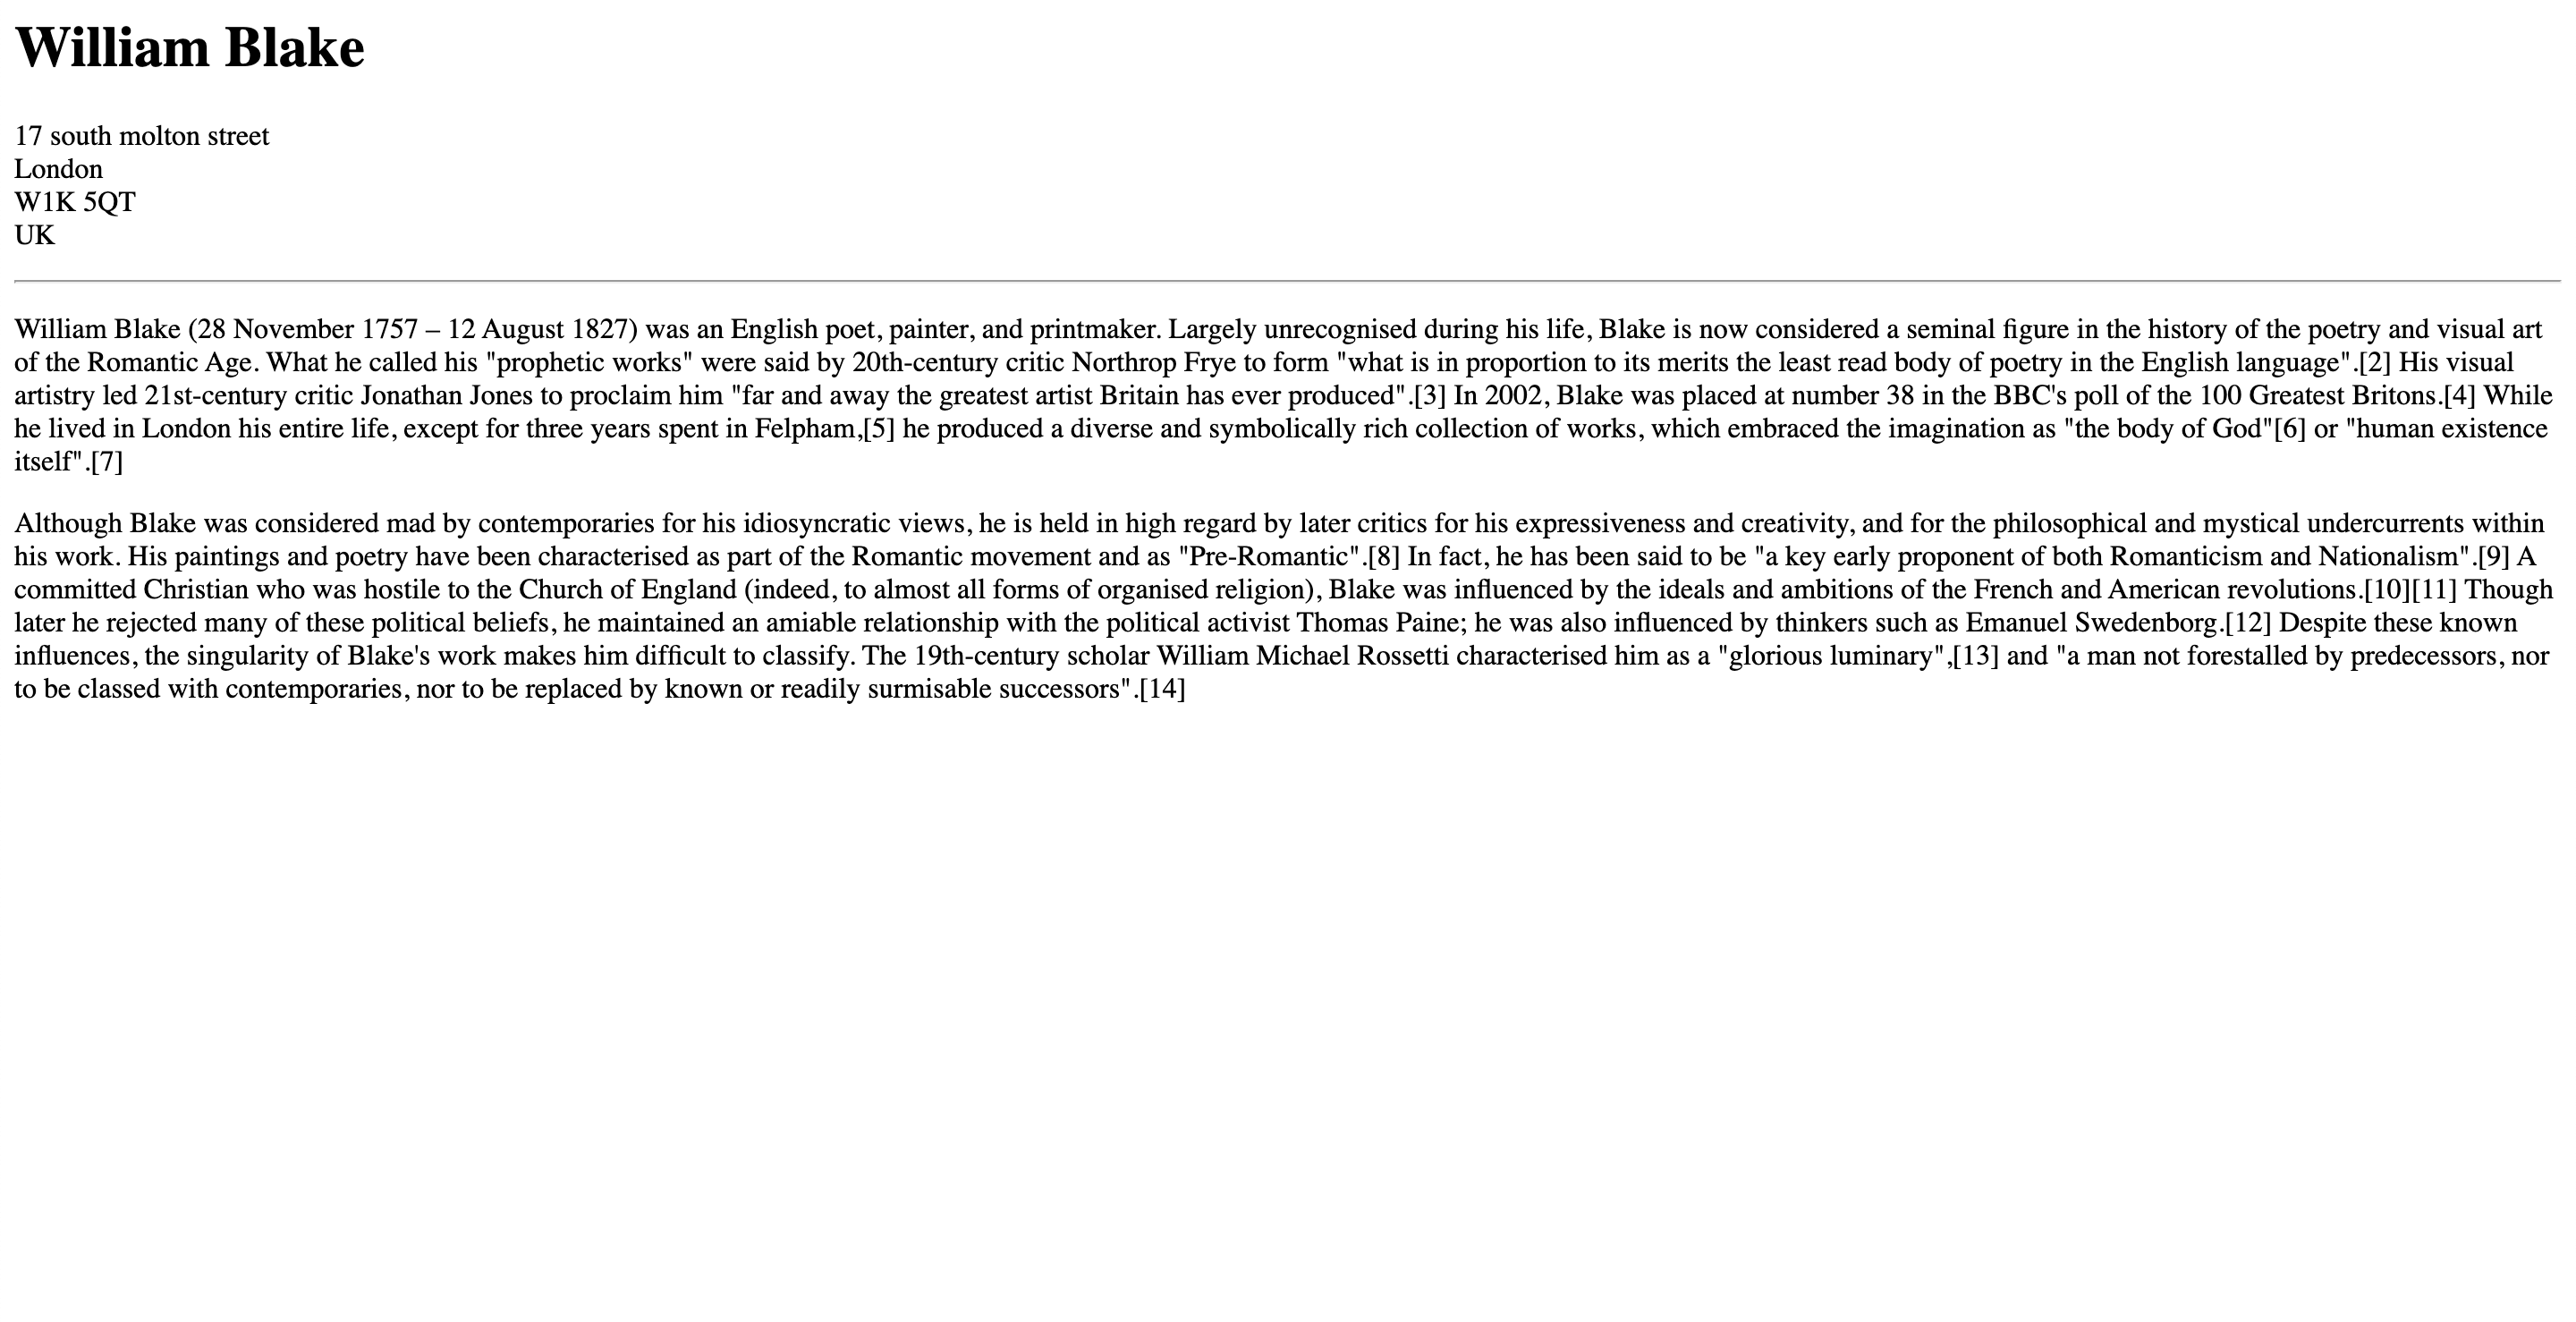 William Blake
17 south molton street
London
W1K 5QT
UK
William Blake (28 November 1757 – 12 August 1827) was an English poet, painter, and printmaker. Largely unrecognised during his life, Blake is now considered a seminal figure in the history of the poetry and visual art
of the Romantic Age. What he called his "prophetic works" were said by 20th-century critic Northrop Frye to form "what is in proportion to its merits the least read body of poetry in the English language".[2] His visual
artistry led 21st-century critic Jonathan Jones to proclaim him "far and away the greatest artist Britain has ever produced".[3] In 2002, Blake was placed at number 38 in the BBC's poll of the 100 Greatest Britons.[4] While
he lived in London his entire life, except for three years spent in Felpham,[5] he produced a diverse and symbolically rich collection of works, which embraced the imagination as "the body of God"[6] or "human existence
itself".[7]
Although Blake was considered mad by contemporaries for his idiosyncratic views, he is held in high regard by later critics for his expressiveness and creativity, and for the philosophical and mystical undercurrents within
his work. His paintings and poetry have been characterised as part of the Romantic movement and as "Pre-Romantic".[8] In fact, he has been said to be "a key early proponent of both Romanticism and Nationalism".[9] A
committed Christian who was hostile to the Church of England (indeed, to almost all forms of organised religion), Blake was influenced by the ideals and ambitions of the French and American revolutions.[10][11] Though
later he rejected many of these political beliefs, he maintained an amiable relationship with the political activist Thomas Paine; he was also influenced by thinkers such as Emanuel Swedenborg.[12] Despite these known
influences, the singularity of Blake's work makes him difficult to classify. The 19th-century scholar William Michael Rossetti characterised him as a "glorious luminary",[13] and "a man not forestalled by predecessors, nor
to be classed with contemporaries, nor to be replaced by known or readily surmisable successors".[14]